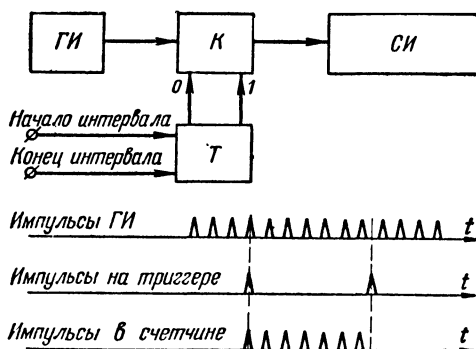 ГИ
К
СИ
0
1
Начало интервала
Конец интервала
Т
Импульсы ГИ
t
Импульсы на триггере
t
Импульсы в счетчике
t